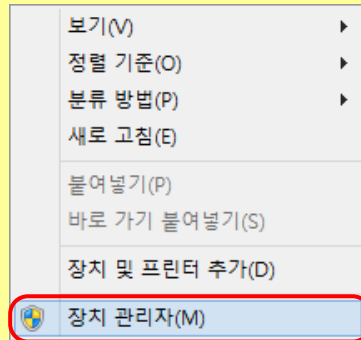 보기(V)
정렬 기준(O)
분류 방법(P)
새로 고침(E)
붙여넣기(P)
바로 가기 붙여넣기(S)
장치 및 프린터 추가(D)
장치 관리자(M)